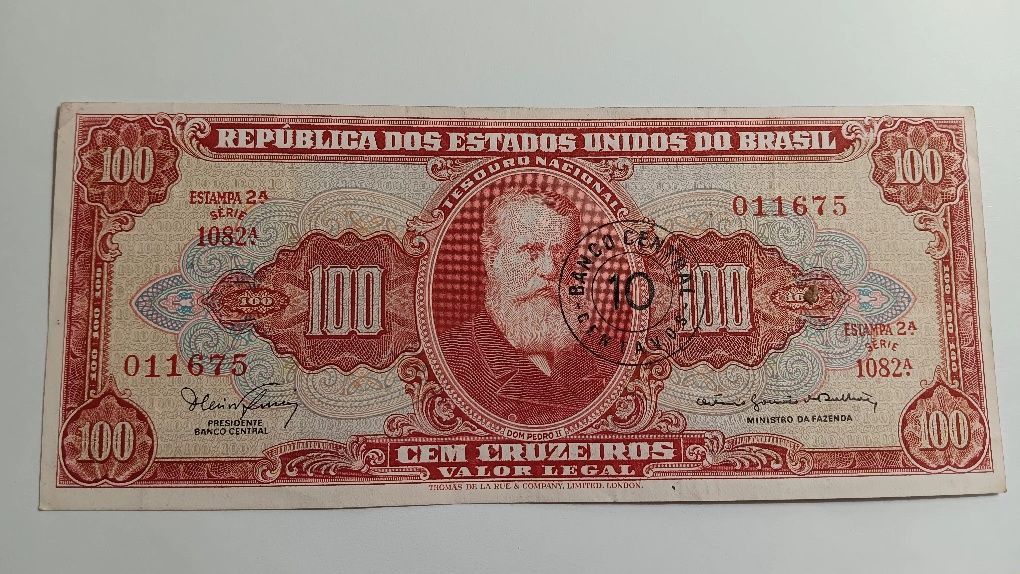 REPÚBLICA DOS ESTADOS UNIDOS DO BRASIL
100
100
TESOURO NACIONAL
ESTAMPA 2A
SÉRIE
1082A.
011675
BANCO CENTRAL
10
CENTAVOS
100
100
100
ESTAMPA 2A
SÉRIE
1082A.
011675
PRESIDENTE
BANCO CENTRAL
MINISTRO DA FAZENDA
DOM PEDRO II
100
100
CEM CRUZEIROS
VALOR LEGAL
THOMAS DE LA RUE & COMPANY, LIMITED. LONDON.